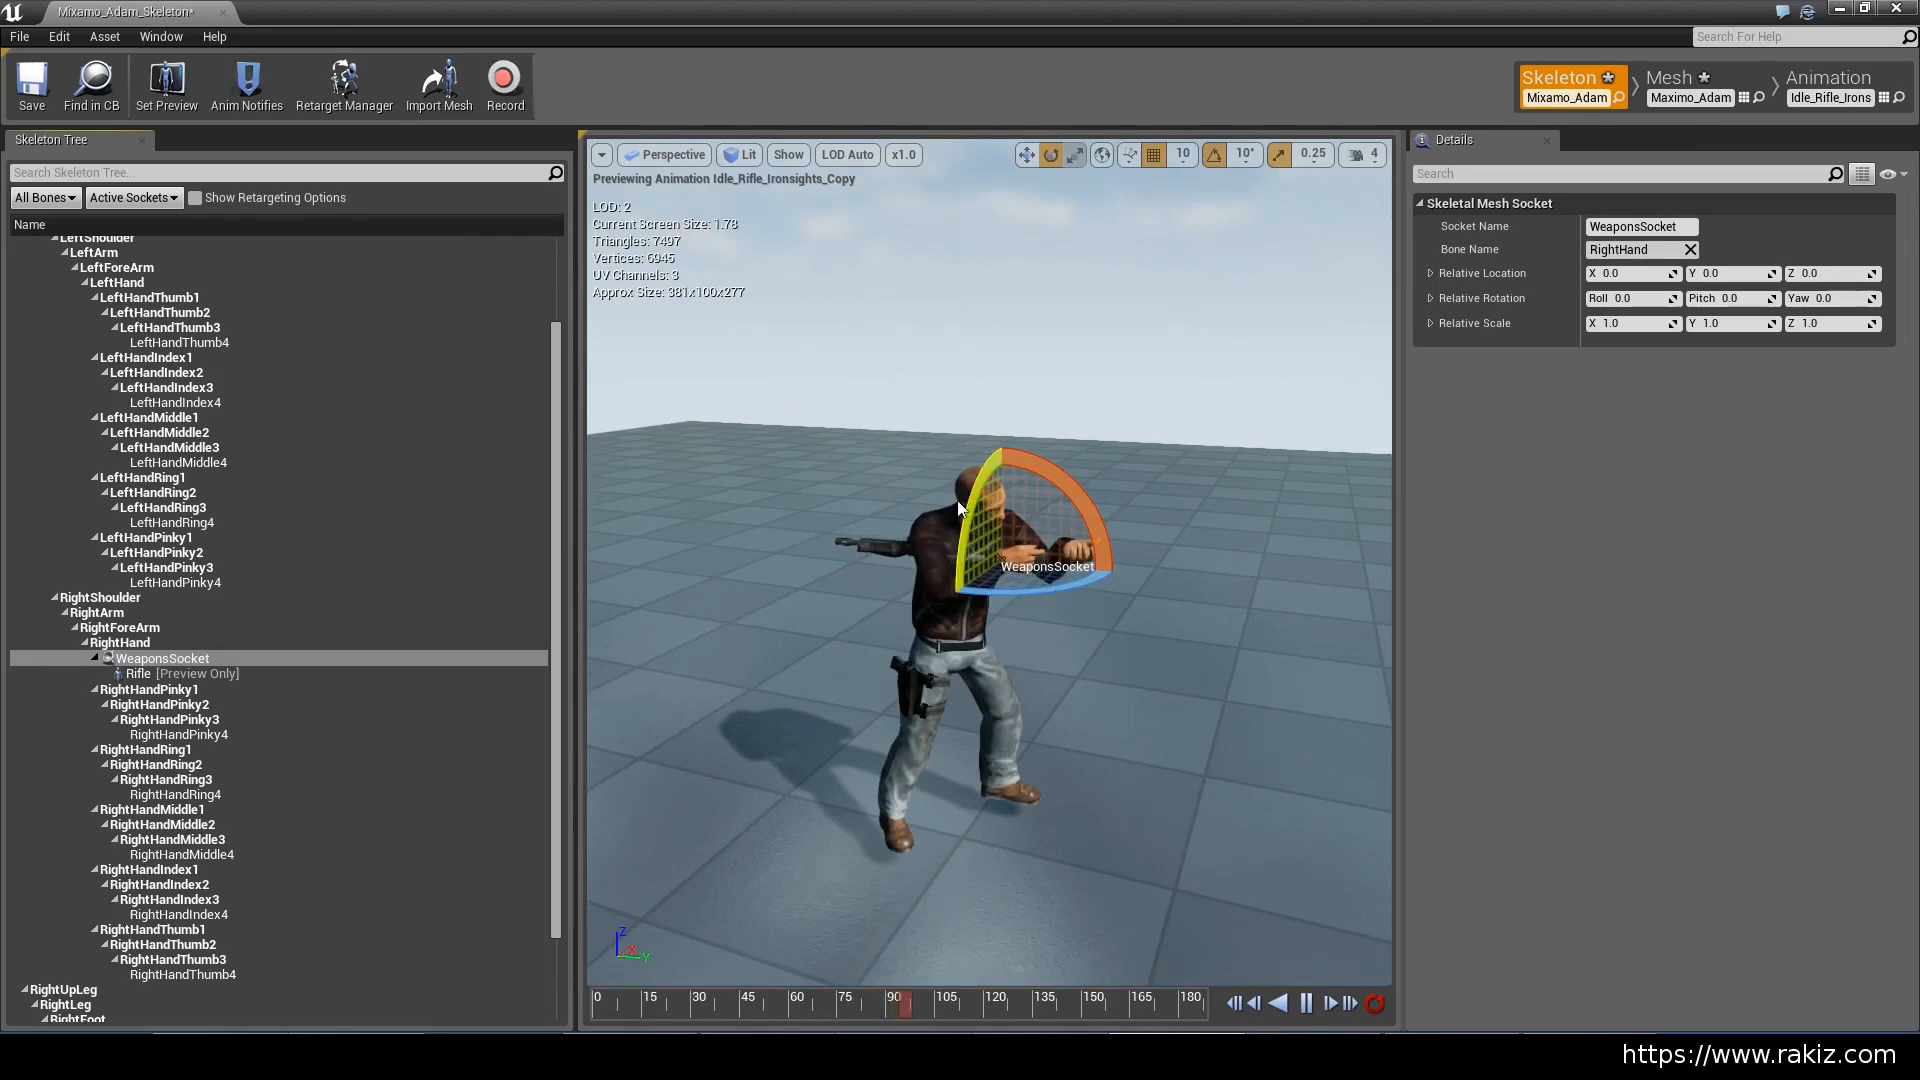 Mixamo_Adam_Skeleton*
File Edit Asset Window Help
Search For Help
Save
Find in CB
Set Preview
Anim Notifies
Retarget Manager
Import Mesh
Record
Skeleton
Mixamo_Adam
Mesh
Maximo_Adam
Animation
Idle_Rifle_Irons
Skeleton Tree
Search Skeleton Tree...
All Bones
Active Sockets
Show Retargeting Options
Name
LeftShoulder
LeftArm
LeftForeArm
LeftHand
LeftHandThumb1
LeftHandThumb2
LeftHandThumb3
LeftHandThumb4
LeftHandIndex1
LeftHandIndex2
LeftHandIndex3
LeftHandIndex4
LeftHandMiddle1
LeftHandMiddle2
LeftHandMiddle3
LeftHandMiddle4
LeftHandRing1
LeftHandRing2
LeftHandRing3
LeftHandRing4
LeftHandPinky1
LeftHandPinky2
LeftHandPinky3
LeftHandPinky4
RightShoulder
RightArm
RightForeArm
RightHand
WeaponsSocket
Rifle [Preview Only]
RightHandPinky1
RightHandPinky2
RightHandPinky3
RightHandPinky4
RightHandRing1
RightHandRing2
RightHandRing3
RightHandRing4
RightHandMiddle1
RightHandMiddle2
RightHandMiddle3
RightHandMiddle4
RightHandIndex1
RightHandIndex2
RightHandIndex3
RightHandIndex4
RightHandThumb1
RightHandThumb2
RightHandThumb3
RightHandThumb4
RightUpLeg
RightLeg
RightFoot
Perspective Lit Show LOD Auto x1.0 10 10° 0.25 4
Previewing Animation Idle_Rifle_Ironsights_Copy
LOD: 2
Current Screen Size: 1.78
Triangles: 7497
Vertices: 6945
UV Channels: 3
Approx Size: 381x100x277
WeaponsSocket
Z
X
Y
0 15 30 45 60 75 90 105 120 135 150 165 180
Details
Search
Skeletal Mesh Socket
Socket Name WeaponsSocket
Bone Name RightHand
Relative Location X 0.0 Y 0.0 Z 0.0
Relative Rotation Roll 0.0 Pitch 0.0 Yaw 0.0
Relative Scale X 1.0 Y 1.0 Z 1.0
https://www.rakiz.com